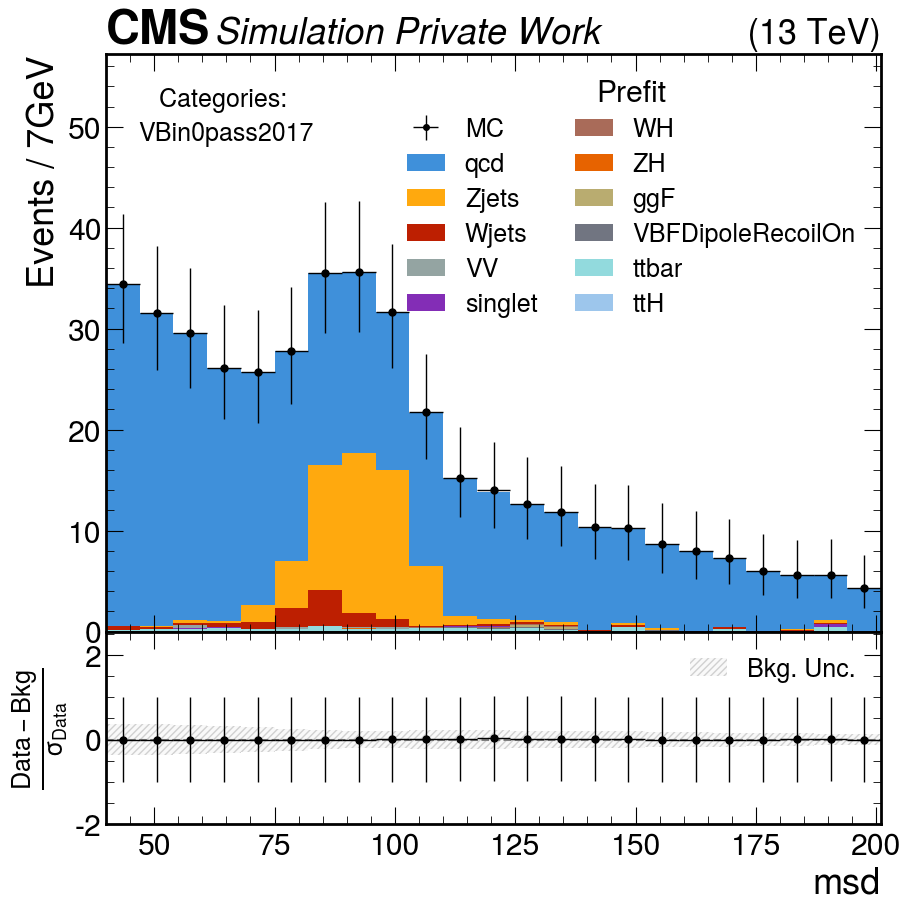 CMS Simulation Private Work (13 TeV)
Events / 7GeV
Categories:
VBin0pass2017
Prefit
MC
qcd
Zjets
Wjets
VV
singlet
WH
ZH
ggF
VBFDipoleRecoilOn
ttbar
ttH
50
40
30
20
10
0
Data – Bkg
σData
Bkg. Unc.
2
0
-2
50 75 100 125 150 175 200
msd